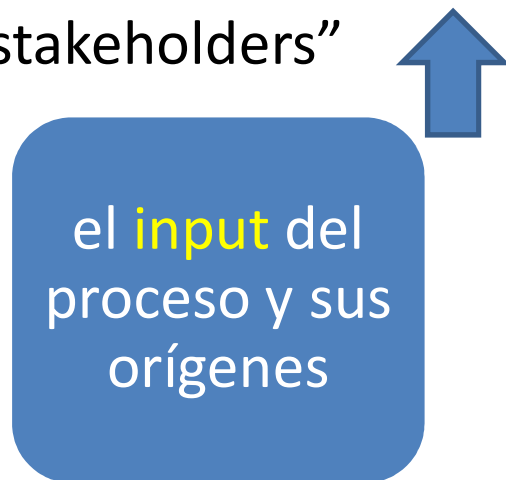 stakeholders”
el input del
proceso y sus
orígenes